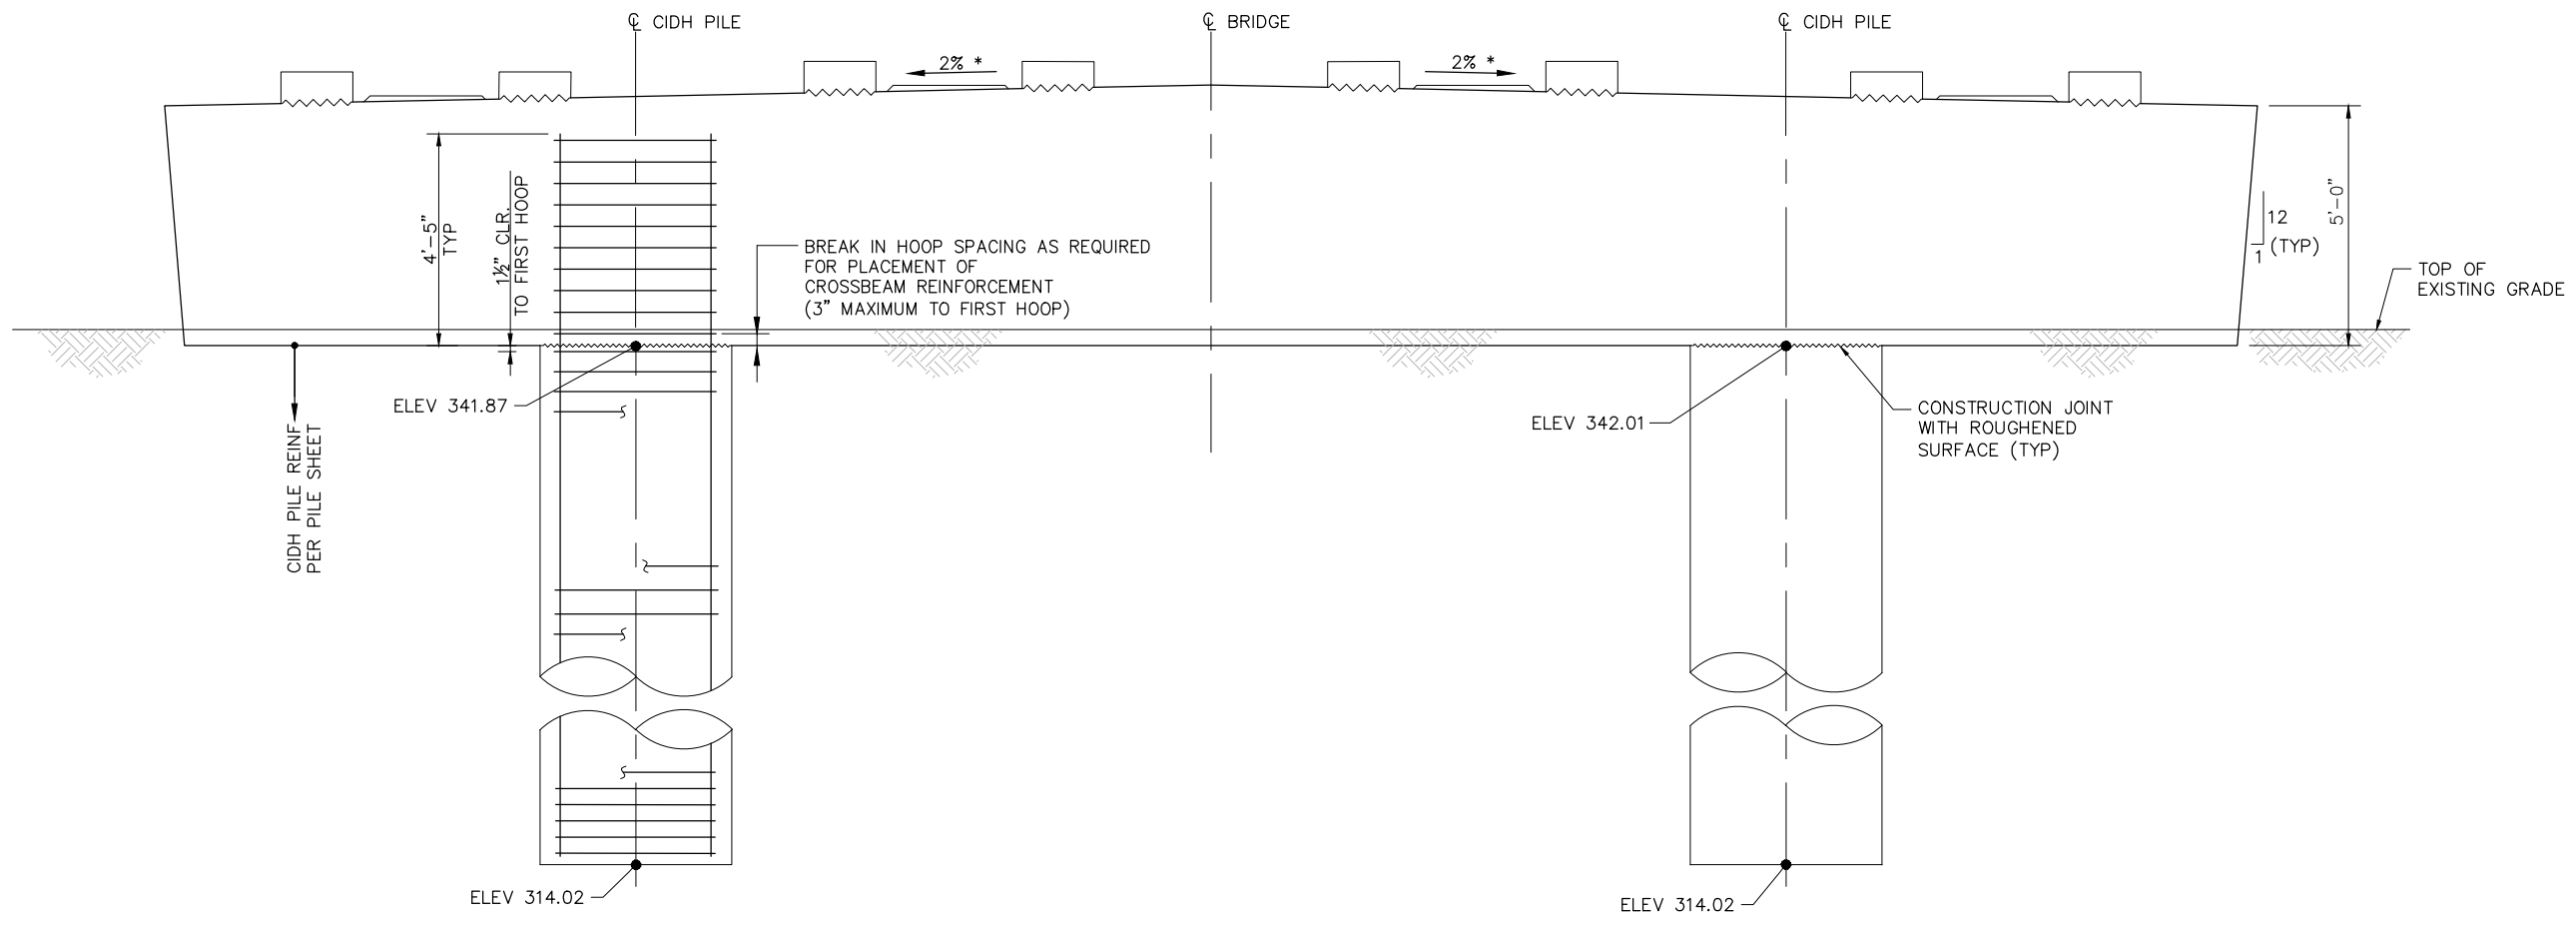 ℄ CIDH PILE
℄ BRIDGE
℄ CIDH PILE
2% *
2% *
4'-5"
TYP
1½" CLR.
TO FIRST HOOP
BREAK IN HOOP SPACING AS REQUIRED
FOR PLACEMENT OF
CROSSBEAM REINFORCEMENT
(3" MAXIMUM TO FIRST HOOP)
12
1 (TYP)
5'-0"
TOP OF
EXISTING GRADE
ELEV 341.87
ELEV 342.01
CONSTRUCTION JOINT
WITH ROUGHENED
SURFACE (TYP)
CIDH PILE REINF
PER PILE SHEET
ELEV 314.02
ELEV 314.02